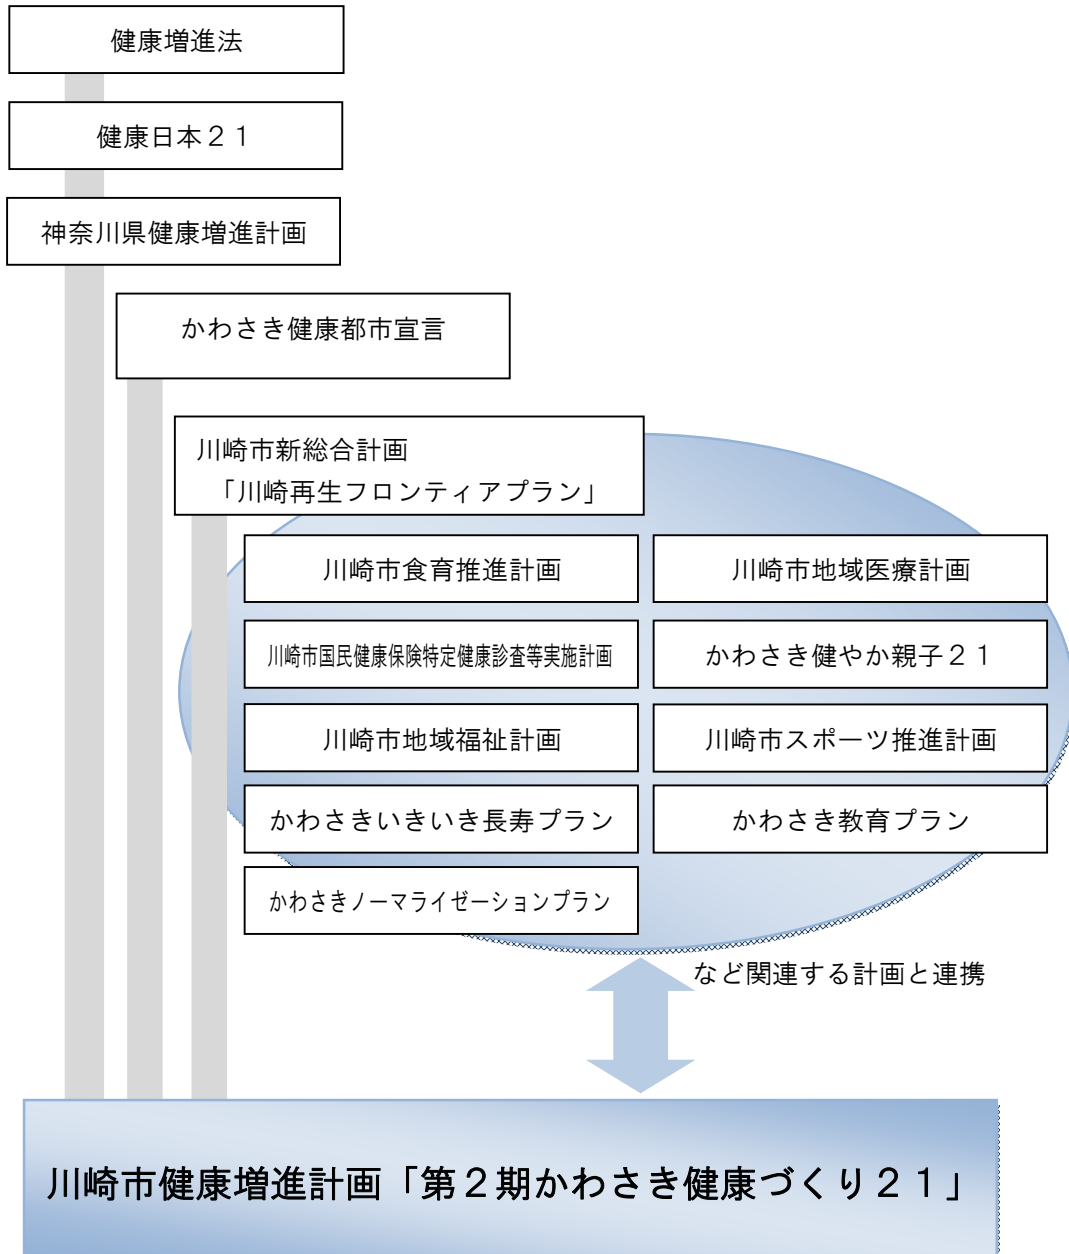 健康増進法
健康日本２１
神奈川県健康増進計画
かわさき健康都市宣言
川崎市新総合計画
「川崎再生フロンティアプラン」
川崎市食育推進計画
川崎市地域医療計画
川崎市国民健康保険特定健康診査等実施計画
かわさき健やか親子２１
川崎市地域福祉計画
川崎市スポーツ推進計画
かわさきいきいき長寿プラン
かわさき教育プラン
かわさきノーマライゼーションプラン
など関連する計画と連携
川崎市健康増進計画「第２期かわさき健康づくり２１」